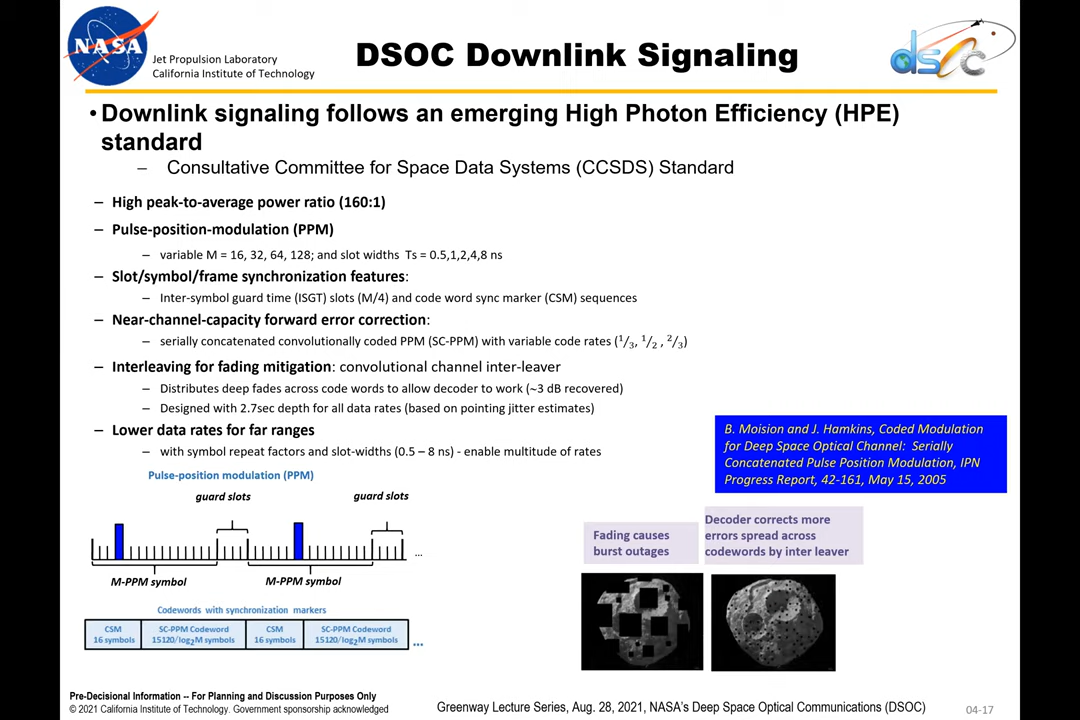 NASA
Jet Propulsion Laboratory
California Institute of Technology
DSOC Downlink Signaling
dsoc
• Downlink signaling follows an emerging High Photon Efficiency (HPE)
standard
– Consultative Committee for Space Data Systems (CCSDS) Standard
– High peak-to-average power ratio (160:1)
– Pulse-position-modulation (PPM)
– variable M = 16, 32, 64, 128; and slot widths Ts = 0.5,1,2,4,8 ns
– Slot/symbol/frame synchronization features:
– Inter-symbol guard time (ISGT) slots (M/4) and code word sync marker (CSM) sequences
– Near-channel-capacity forward error correction:
– serially concatenated convolutionally coded PPM (SC-PPM) with variable code rates (1/3, 1/2 , 2/3)
– Interleaving for fading mitigation: convolutional channel inter-leaver
– Distributes deep fades across code words to allow decoder to work (~3 dB recovered)
– Designed with 2.7sec depth for all data rates (based on pointing jitter estimates)
– Lower data rates for far ranges
– with symbol repeat factors and slot-widths (0.5 – 8 ns) - enable multitude of rates
B. Moision and J. Hamkins, Coded Modulation
for Deep Space Optical Channel: Serially
Concatenated Pulse Position Modulation, IPN
Progress Report, 42-161, May 15, 2005
Pulse-position modulation (PPM)
guard slots guard slots
...
M-PPM symbol M-PPM symbol
Codewords with synchronization markers
CSM SC-PPM Codeword CSM SC-PPM Codeword
16 symbols 15120/log2M symbols 16 symbols 15120/log2M symbols ...
Fading causes
burst outages
Decoder corrects more
errors spread across
codewords by inter leaver
Pre-Decisional Information -- For Planning and Discussion Purposes Only
© 2021 California Institute of Technology. Government sponsorship acknowledged
Greenway Lecture Series, Aug. 28, 2021, NASA's Deep Space Optical Communications (DSOC)
04-17